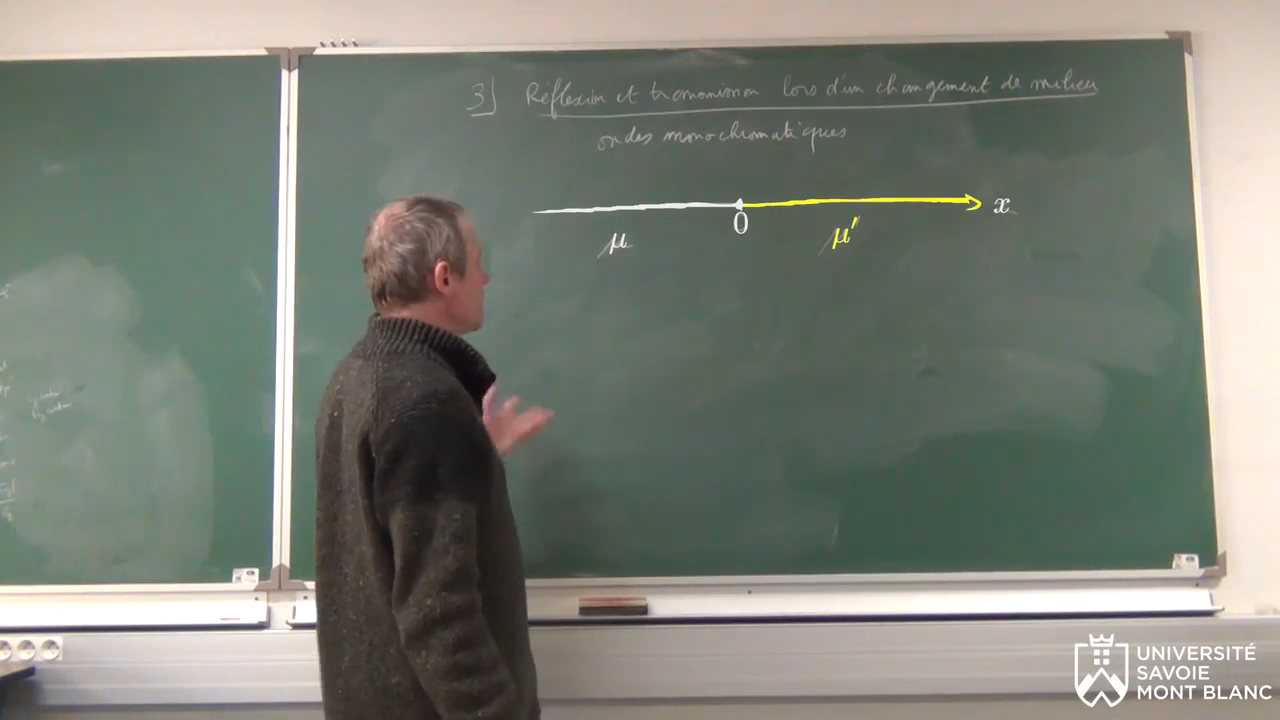 3] Réflexion et transmission lors d'un changement de milieu
ondes monochromatiques
x
0
μ
μ'
UNIVERSITÉ
SAVOIE
MONT BLANC